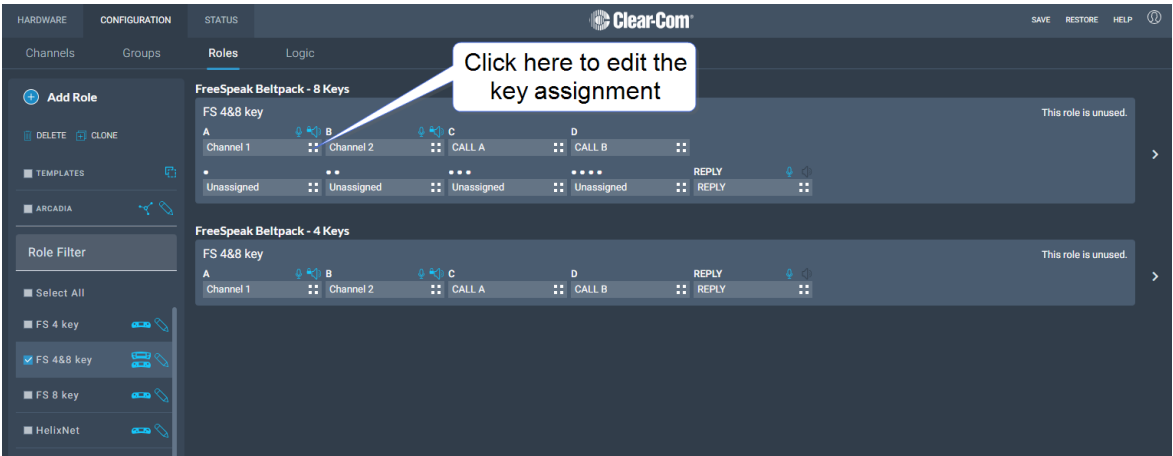 HARDWARE CONFIGURATION STATUS Clear-Com® SAVE RESTORE HELP
Channels Groups Roles Logic
Click here to edit the
key assignment
Add Role
DELETE CLONE
TEMPLATES
ARCADIA
Role Filter
Select All
FS 4 key
FS 4&8 key
FS 8 key
HelixNet
FreeSpeak Beltpack - 8 Keys
FS 4&8 key This role is unused.
A B C D
Channel 1 Channel 2 CALL A CALL B
• •• ••• •••• REPLY
Unassigned Unassigned Unassigned Unassigned REPLY
FreeSpeak Beltpack - 4 Keys
FS 4&8 key This role is unused.
A B C D REPLY
Channel 1 Channel 2 CALL A CALL B REPLY